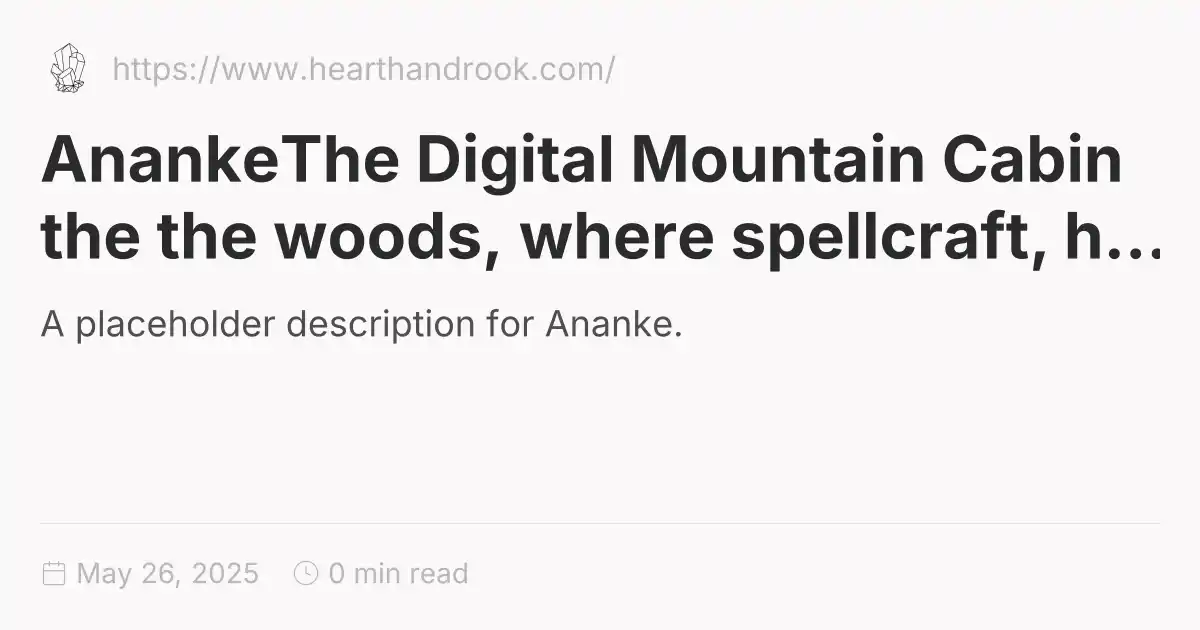 https://www.hearthandrook.com/
AnankeThe Digital Mountain Cabin
the the woods, where spellcraft, h...
A placeholder description for Ananke.
May 26, 2025 0 min read